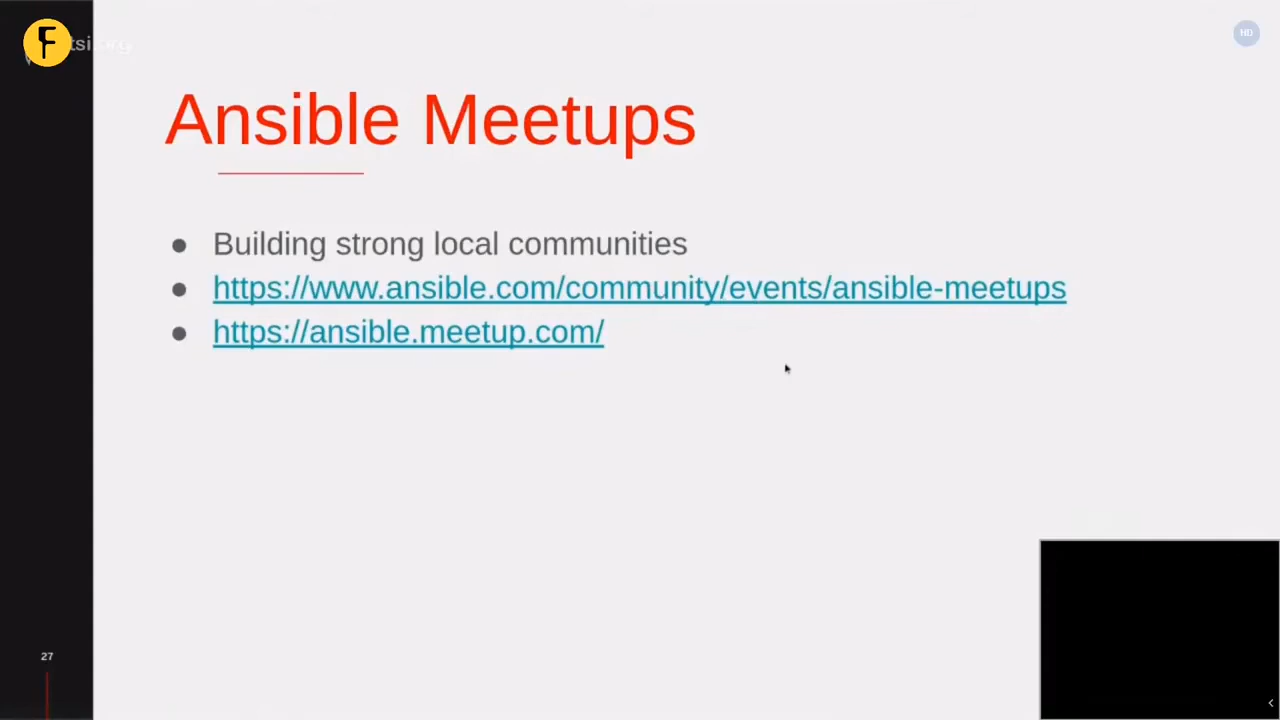 F
HD
Ansible Meetups
● Building strong local communities
● https://www.ansible.com/community/events/ansible-meetups
● https://ansible.meetup.com/
27